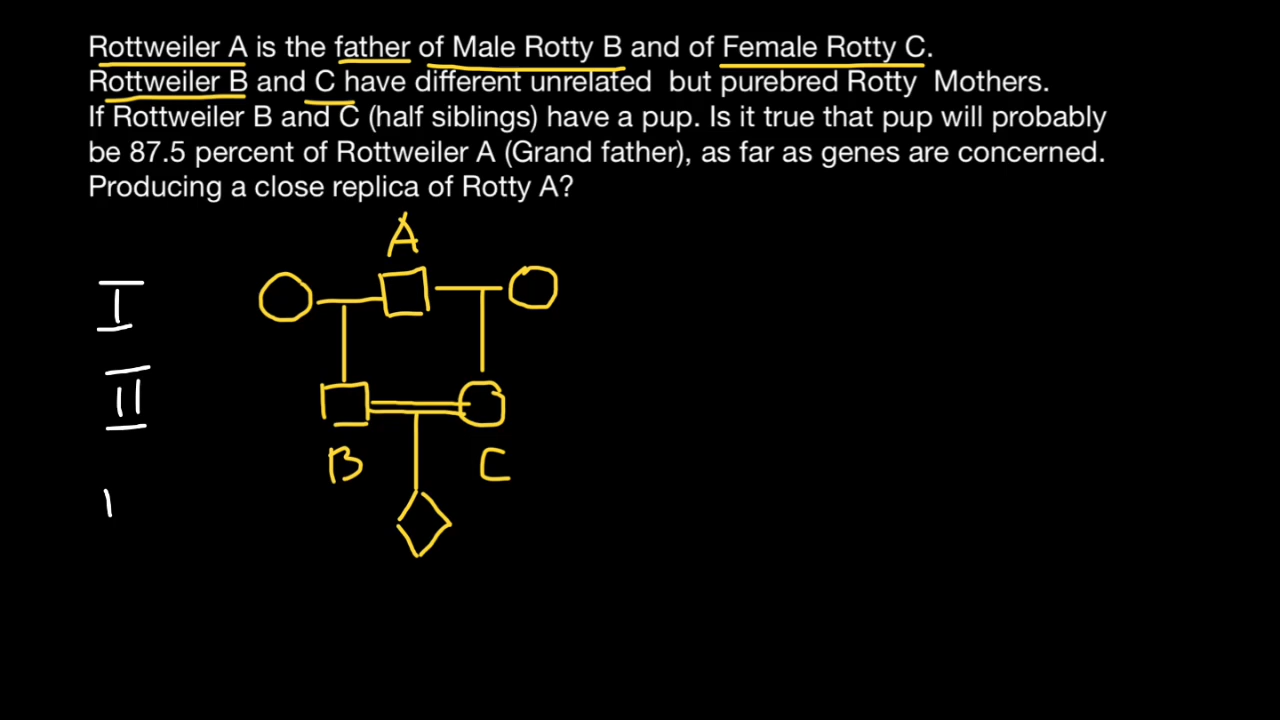 Rottweiler A is the father of Male Rotty B and of Female Rotty C.
Rottweiler B and C have different unrelated but purebred Rotty Mothers.
If Rottweiler B and C (half siblings) have a pup. Is it true that pup will probably
be 87.5 percent of Rottweiler A (Grand father), as far as genes are concerned.
Producing a close replica of Rotty A?
A
I
II
B C
I